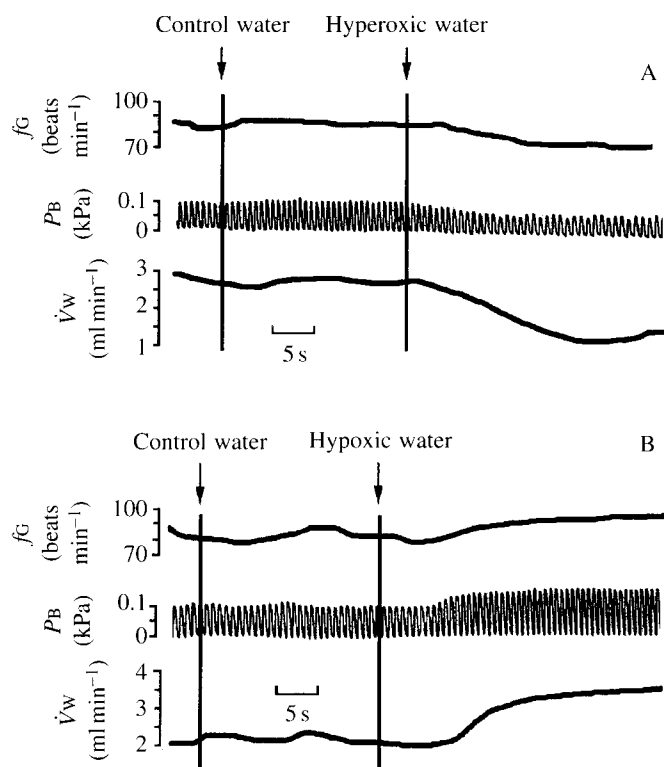 Control water Hyperoxic water
A
fG (beats min−1)
100
70
PB (kPa)
0.1
0
V̇w (ml min−1)
3
2
1
5 s
Control water Hypoxic water
B
fG (beats min−1)
100
70
PB (kPa)
0.1
0
V̇w (ml min−1)
4
3
2
5 s